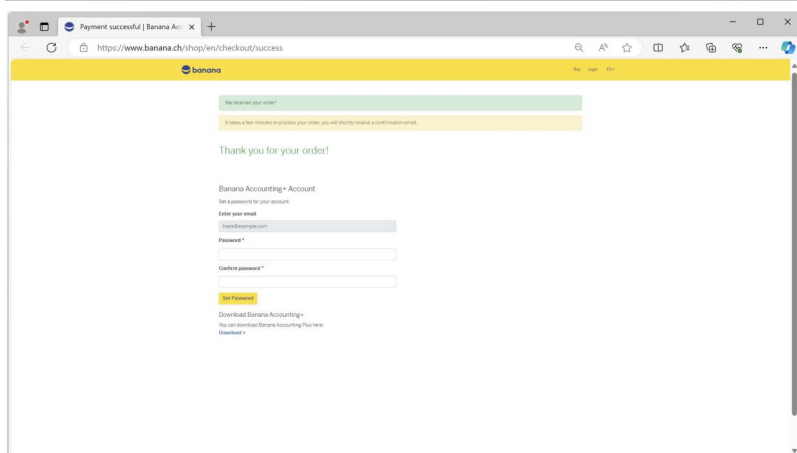 Payment successful | Banana Acc
https://www.banana.ch/shop/en/checkout/success
banana
Buy Login EN
We received your order!
It takes a few minutes to process your order, you will shortly receive a confirmation email.
Thank you for your order!
Banana Accounting+ Account
Set a password for your account.
Enter your email
frank@example.com
Password *
Confirm password *
Set Password
Download Banana Accounting+
You can download Banana Accounting Plus here.
Download »